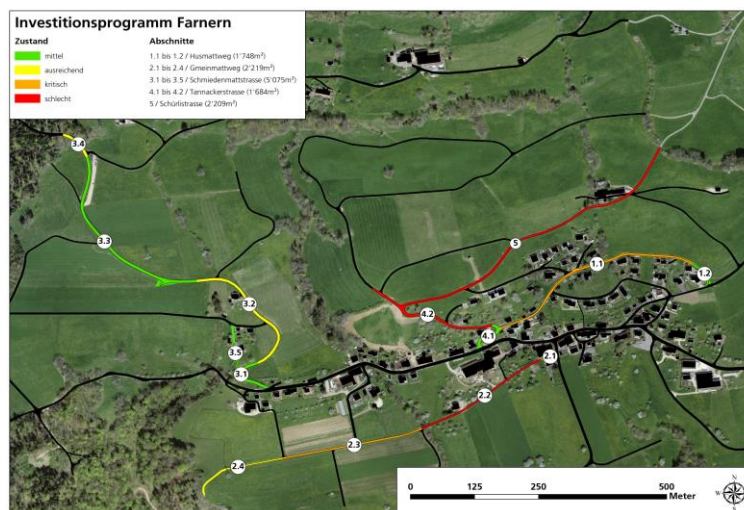 Investitionsprogramm Farnern
Zustand
mittel
ausreichend
kritisch
schlecht
Abschnitte
1.1 bis 1.2 / Husmattweg (1'748m²)
2.1 bis 2.4 / Gmeinmattweg (2'219m²)
3.1 bis 3.5 / Schmiedenmattstrasse (5'075m²)
4.1 bis 4.2 / Tannackerstrasse (1'684m²)
5 / Schürlistrasse (2'209m²)
3.4
3.3
5
1.1
1.2
3.2
4.2
4.1
3.5
2.1
3.1
2.2
2.3
2.4
0 125 250 500
Meter
N
W E
S